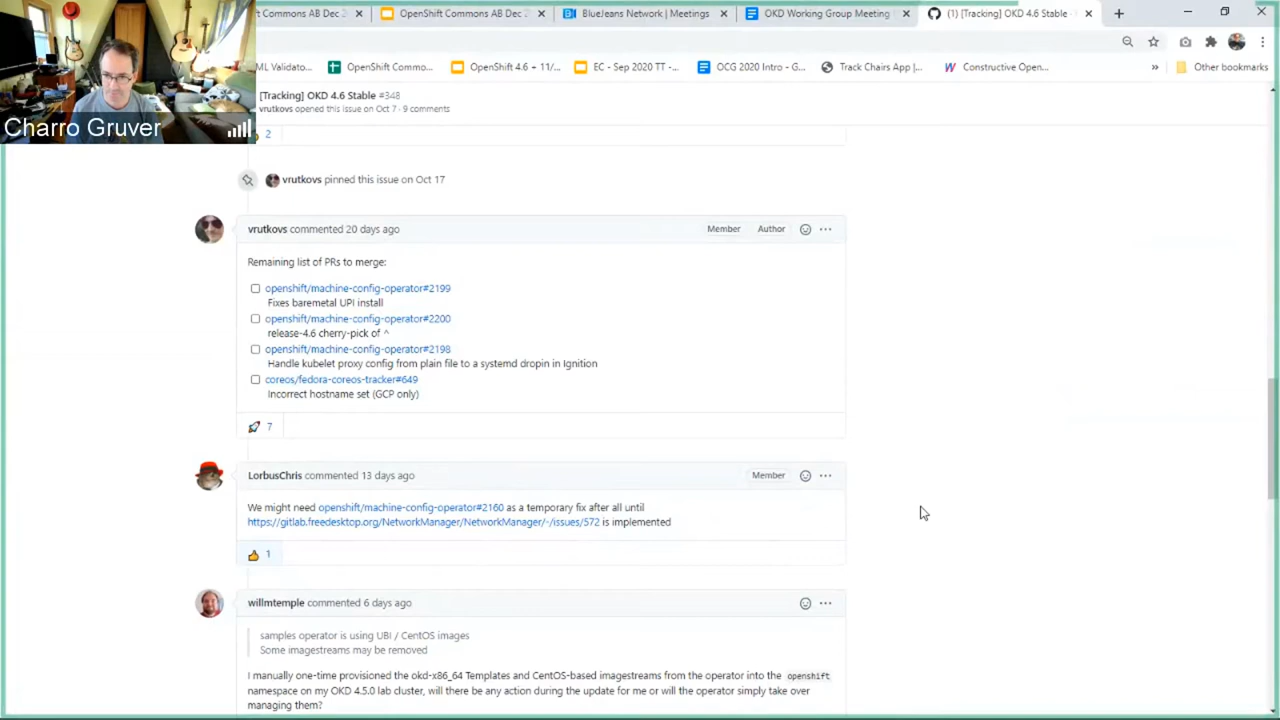 t Commons AB Dec 2
OpenShift Commons AB Dec 2
BlueJeans Network | Meetings
OKD Working Group Meeting
(1) [Tracking] OKD 4.6 Stable ·
ML Validato...
OpenShift Commo...
OpenShift 4.6 + 11/...
EC - Sep 2020 TT -...
OCG 2020 Intro - G...
Track Chairs App|...
Constructive Open...
»
Other bookmarks
Charro Gruver
[Tracking] OKD 4.6 Stable #348
vrutkovs opened this issue on Oct 7 · 9 comments
2
vrutkovs pinned this issue on Oct 17
vrutkovs commented 20 days ago
Member
Author
Remaining list of PRs to merge:
openshift/machine-config-operator#2199
Fixes baremetal UPI install
openshift/machine-config-operator#2200
release-4.6 cherry-pick of ^
openshift/machine-config-operator#2198
Handle kubelet proxy config from plain file to a systemd dropin in Ignition
coreos/fedora-coreos-tracker#649
Incorrect hostname set (GCP only)
7
LorbusChris commented 13 days ago
Member
We might need openshift/machine-config-operator#2160 as a temporary fix after all until
https://gitlab.freedesktop.org/NetworkManager/NetworkManager/-/issues/572 is implemented
1
willmtemple commented 6 days ago
samples operator is using UBI / CentOS images
Some imagestreams may be removed
I manually one-time provisioned the okd-x86_64 Templates and CentOS-based imagestreams from the operator into the openshift
namespace on my OKD 4.5.0 lab cluster, will there be any action during the update for me or will the operator simply take over
managing them?